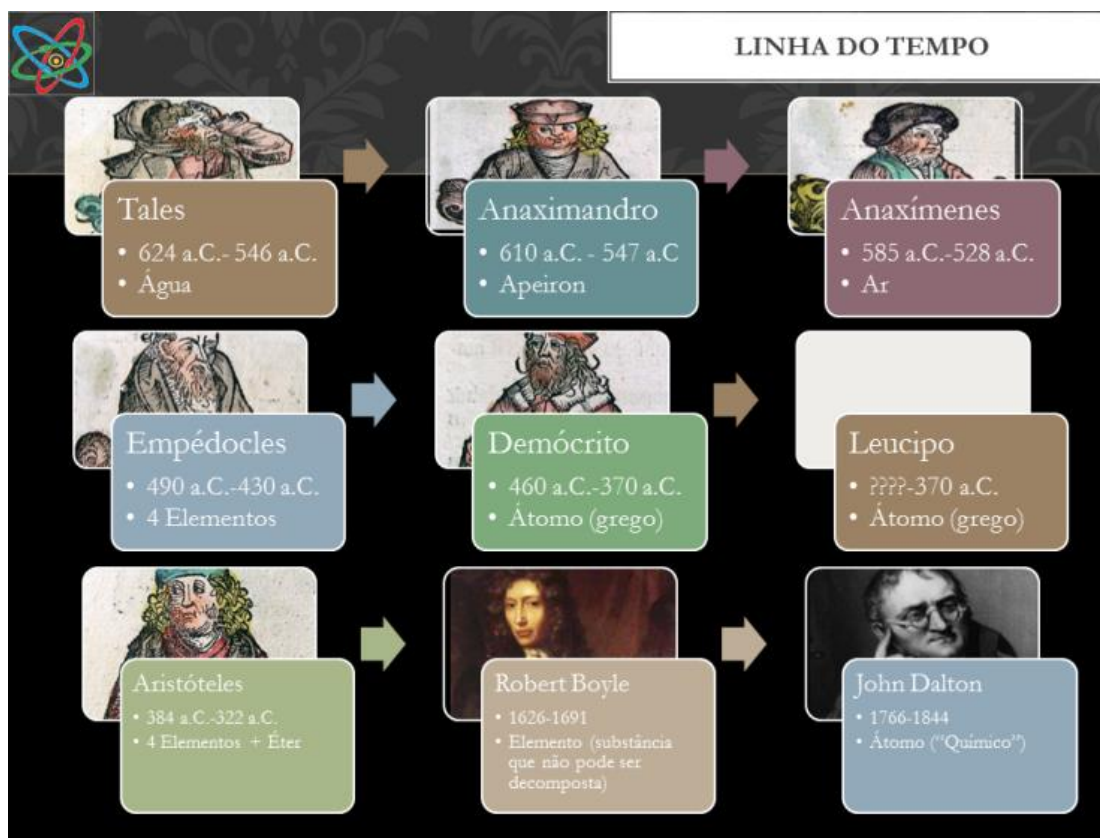 LINHA DO TEMPO
Tales
• 624 a.C.- 546 a.C.
• Água
Anaximandro
• 610 a.C. - 547 a.C
• Apeiron
Anaxímenes
• 585 a.C.-528 a.C.
• Ar
Empédocles
• 490 a.C.-430 a.C.
• 4 Elementos
Demócrito
• 460 a.C.-370 a.C.
• Átomo (grego)
Leucipo
• ????-370 a.C.
• Átomo (grego)
Aristóteles
• 384 a.C.-322 a.C.
• 4 Elementos + Éter
Robert Boyle
• 1626-1691
• Elemento (substância
que não pode ser
decomposta)
John Dalton
• 1766-1844
• Átomo (“Químico”)